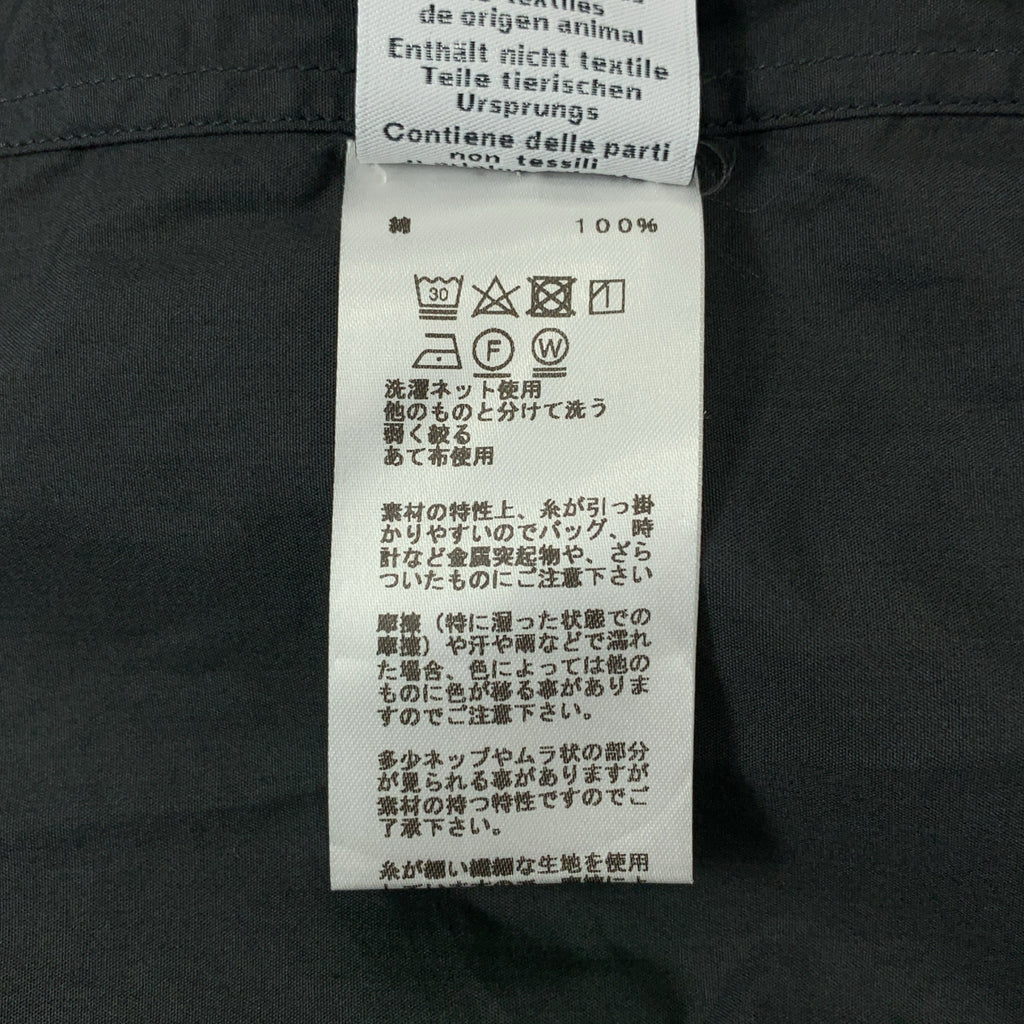 textiles
de origen animal
Enthält nicht textile
Teile tierischen
Ursprungs
Contiene delle parti
non tessili
綿 100%
30 1
F W
洗濯ネット使用
他のものと分けて洗う
弱く絞る
あて布使用
素材の特性上、糸が引っ掛
かりやすいのでバッグ、時
計など金属突起物や、ざら
ついたものにご注意下さい
摩擦（特に湿った状態での
摩擦）や汗や雨などで濡れ
た場合、色によっては他の
ものに色が移る事がありま
すのでご注意下さい。
多少ネップやムラ状の部分
が見られる事がありますが
素材の持つ特性ですのでご
了承下さい。
糸が細い繊細な生地を使用